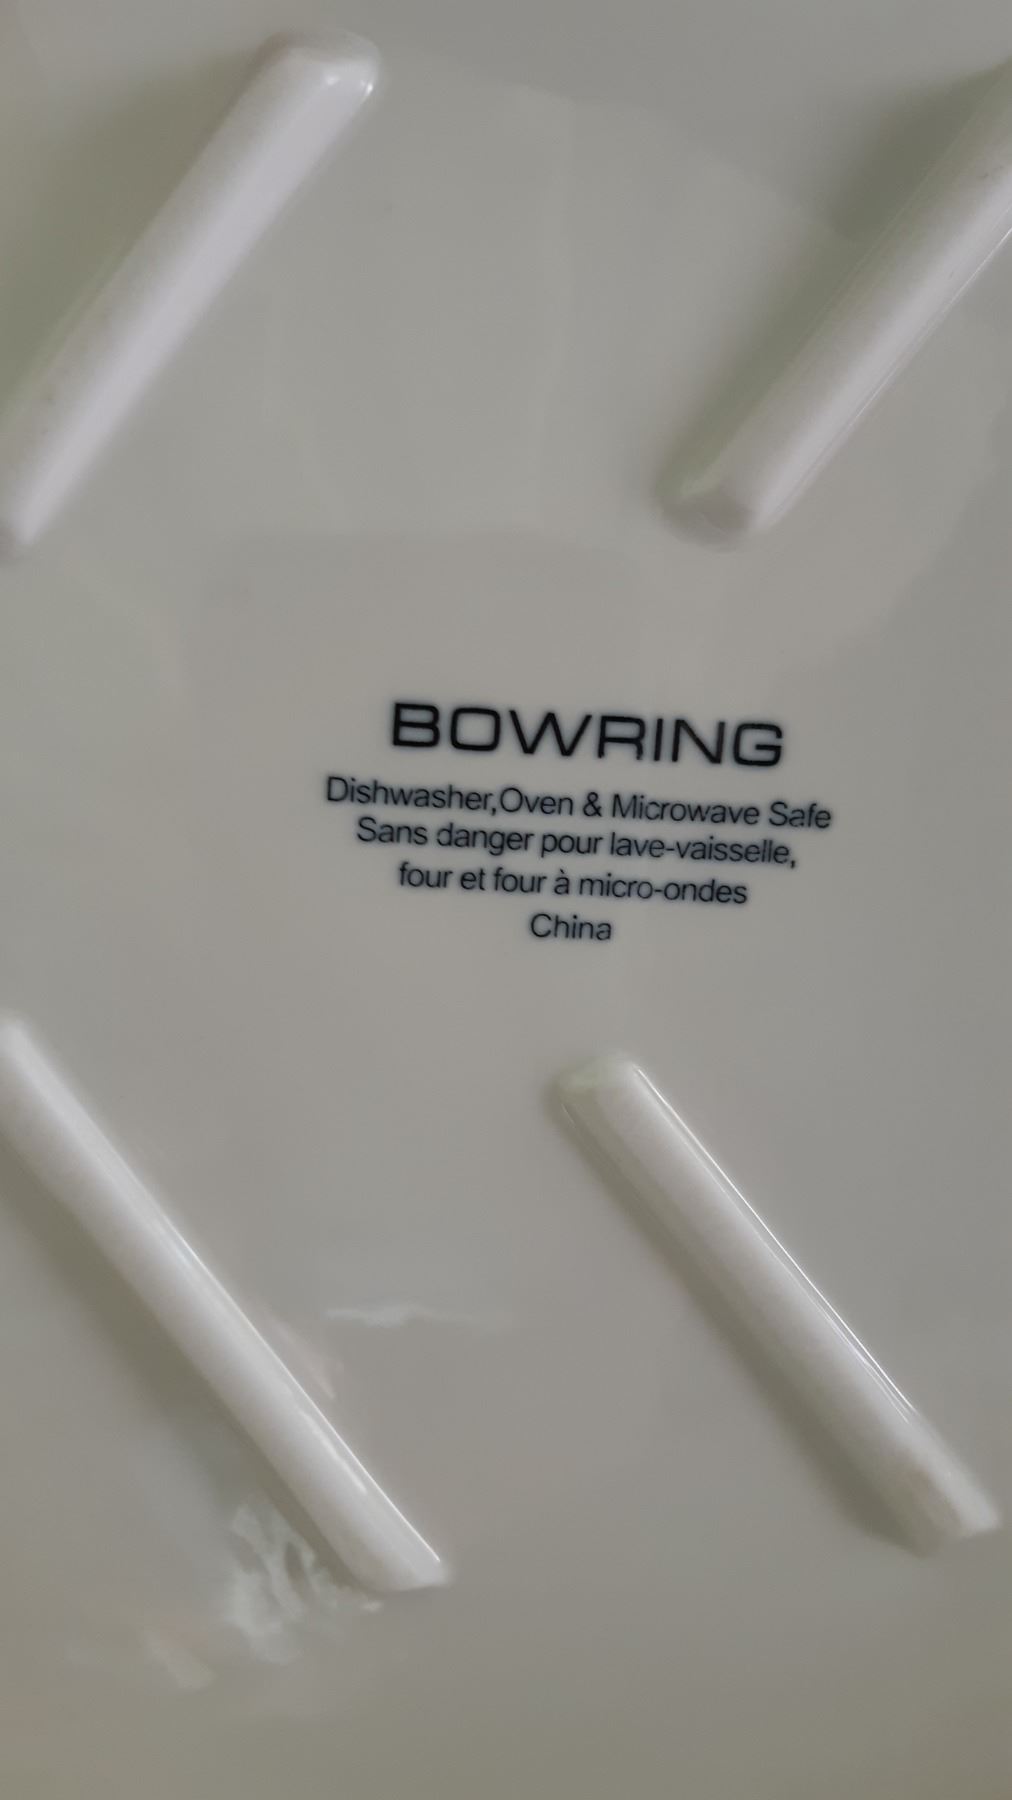 BOWRING
Dishwasher,Oven & Microwave Safe
Sans danger pour lave-vaisselle,
four et four à micro-ondes
China